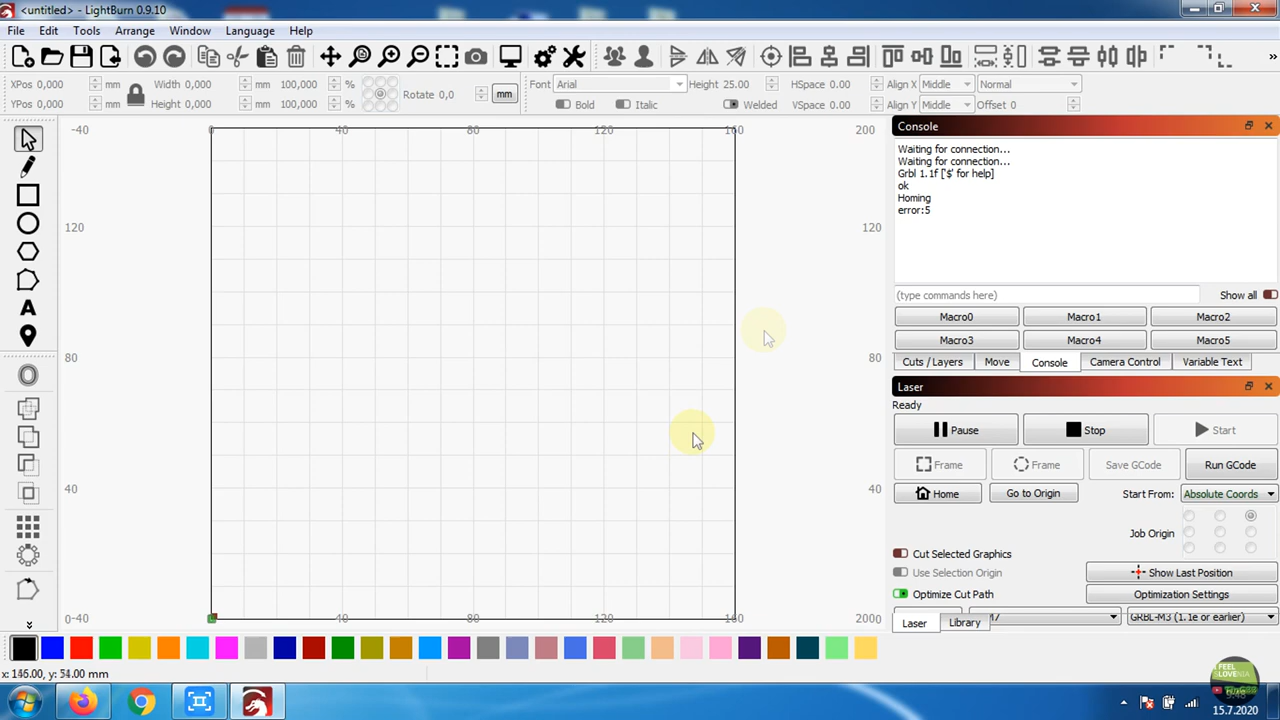 <untitled> - LightBurn 0.9.10
File Edit Tools Arrange Window Language Help
XPos 0,000 mm Width 0,000 mm 100,000 %
YPos 0,000 mm Height 0,000 mm 100,000 %
Rotate 0,0 mm
Font Arial Height 25.00 HSpace 0.00 Align X Middle Normal
Bold Italic Welded VSpace 0.00 Align Y Middle Offset 0
-40 0 40 80 120 160 200
120 120
80 80
40 40
-40 40 80 120
Console
Waiting for connection...
Waiting for connection...
Grbl 1.1f ['$' for help]
ok
Homing
error:5
(type commands here) Show all
Macro0 Macro1 Macro2
Macro3 Macro4 Macro5
Cuts / Layers Move Console Camera Control Variable Text
Laser
Ready
Pause Stop Start
Frame Frame Save GCode Run GCode
Home Go to Origin Start From: Absolute Coords
Job Origin
Cut Selected Graphics
Use Selection Origin Show Last Position
Optimize Cut Path Optimization Settings
GRBL-M3 (1.1e or earlier)
Laser Library
x: 146.00, y: 54.00 mm
FEEL
SLOVENIA
15.7.2020